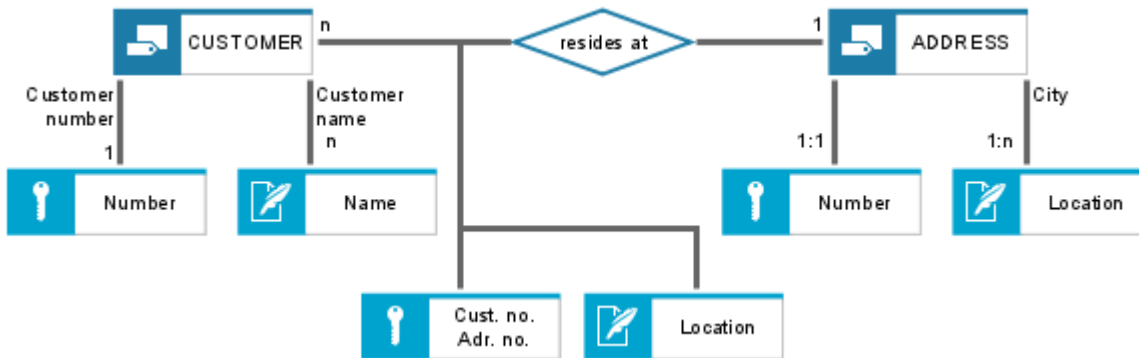 n
1
CUSTOMER
resides at
ADDRESS
Customer
number
Customer
name
City
1
n
1:1
1:n
Number
Name
Number
Location
Cust. no.
Adr. no.
Location